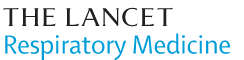 THE LANCET
Respiratory Medicine